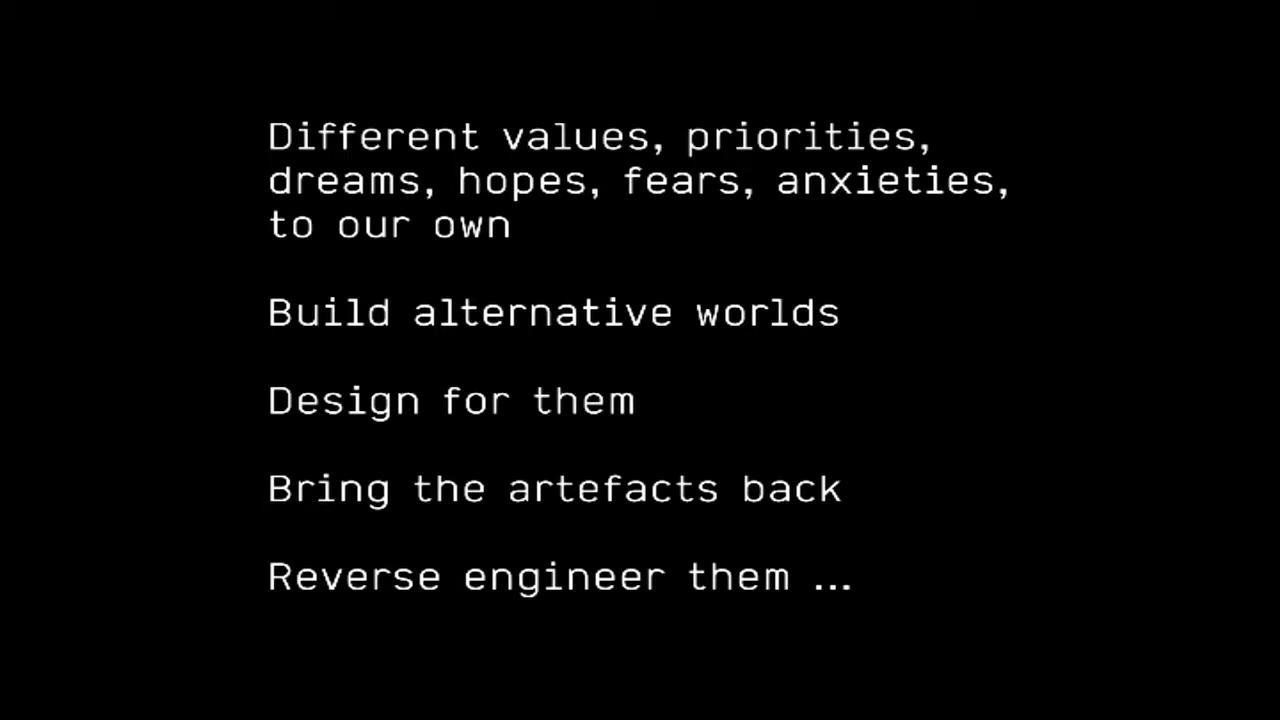 Different values, priorities,
dreams, hopes, fears, anxieties,
to our own
Build alternative worlds
Design for them
Bring the artefacts back
Reverse engineer them ...